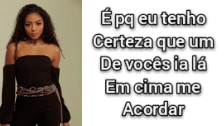 É pq eu tenho
Certeza que um
De vocês ia lá
Em cima me
Acordar